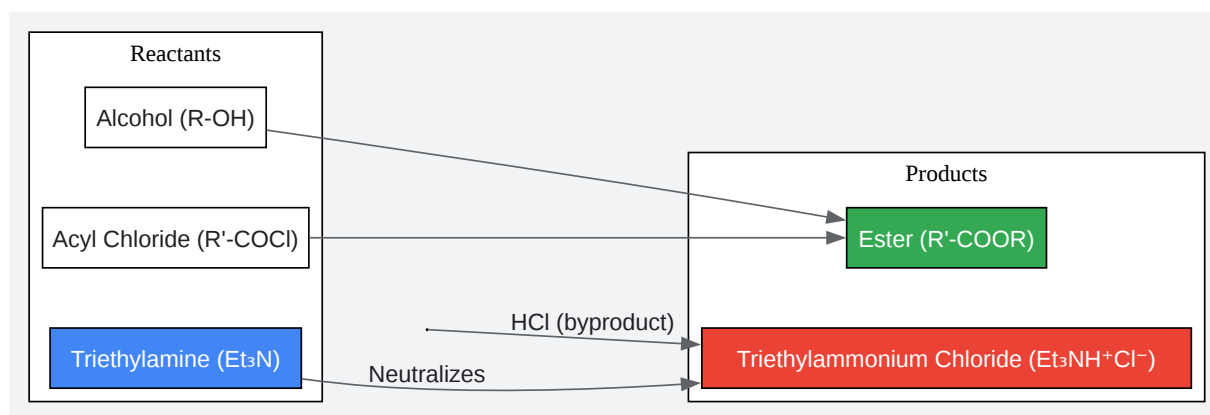 Reactants
Alcohol (R-OH)
Acyl Chloride (R'-COCl)
Triethylamine (Et₃N)
HCl (byproduct)
Neutralizes
Products
Ester (R'-COOR)
Triethylammonium Chloride (Et₃NH⁺Cl⁻)